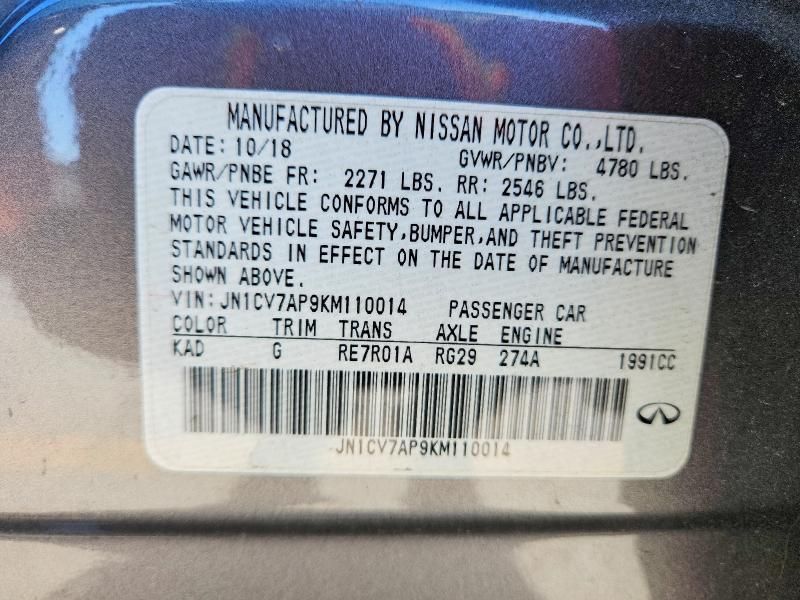 MANUFACTURED BY NISSAN MOTOR CO.,LTD.
DATE: 10/18 GVWR/PNBV: 4780 LBS.
GAWR/PNBE FR: 2271 LBS. RR: 2546 LBS.
THIS VEHICLE CONFORMS TO ALL APPLICABLE FEDERAL
MOTOR VEHICLE SAFETY,BUMPER,AND THEFT PREVENTION
STANDARDS IN EFFECT ON THE DATE OF MANUFACTURE
SHOWN ABOVE.
VIN: JN1CV7AP9KM110014 PASSENGER CAR
COLOR TRIM TRANS AXLE ENGINE
KAD G RE7R01A RG29 274A 1991CC
JN1CV7AP9KM110014